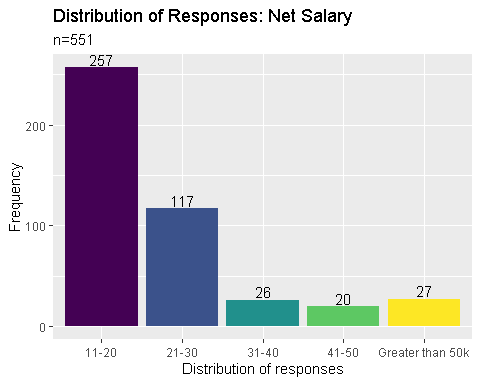 Distribution of Responses: Net Salary
n=551
257
117
26
20
27
Frequency
200
100
0
11-20
21-30
31-40
41-50
Greater than 50k
Distribution of responses